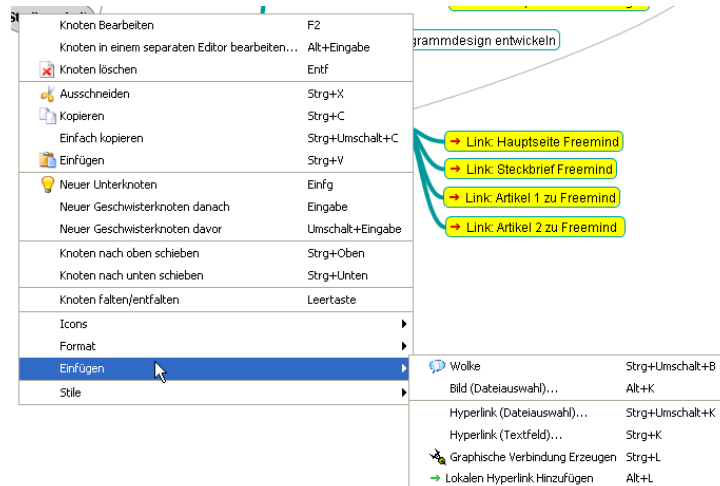 Knoten Bearbeiten F2
Knoten in einem separaten Editor bearbeiten... Alt+Eingabe
Knoten löschen Entf
Ausschneiden Strg+X
Kopieren Strg+C
Einfach kopieren Strg+Umschalt+C
Einfügen Strg+V
Neuer Unterknoten Einfg
Neuer Geschwisterknoten danach Eingabe
Neuer Geschwisterknoten davor Umschalt+Eingabe
Knoten nach oben schieben Strg+Oben
Knoten nach unten schieben Strg+Unten
Knoten falten/entfalten Leertaste
Icons
Format
Einfügen
Stile
grammdesign entwickeln
Link: Hauptseite Freemind
Link: Steckbrief Freemind
Link: Artikel 1 zu Freemind
Link: Artikel 2 zu Freemind
Wolke Strg+Umschalt+B
Bild (Dateiauswahl)... Alt+K
Hyperlink (Dateiauswahl)... Strg+Umschalt+K
Hyperlink (Textfeld)... Strg+K
Graphische Verbindung Erzeugen Strg+L
Lokalen Hyperlink Hinzufügen Alt+L